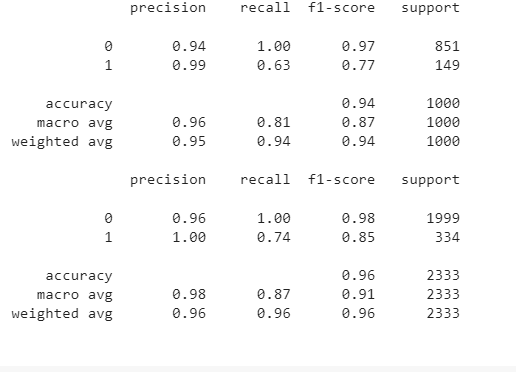 precision recall f1-score support
0 0.94 1.00 0.97 851
1 0.99 0.63 0.77 149
accuracy 0.94 1000
macro avg 0.96 0.81 0.87 1000
weighted avg 0.95 0.94 0.94 1000
precision recall f1-score support
0 0.96 1.00 0.98 1999
1 1.00 0.74 0.85 334
accuracy 0.96 2333
macro avg 0.98 0.87 0.91 2333
weighted avg 0.96 0.96 0.96 2333